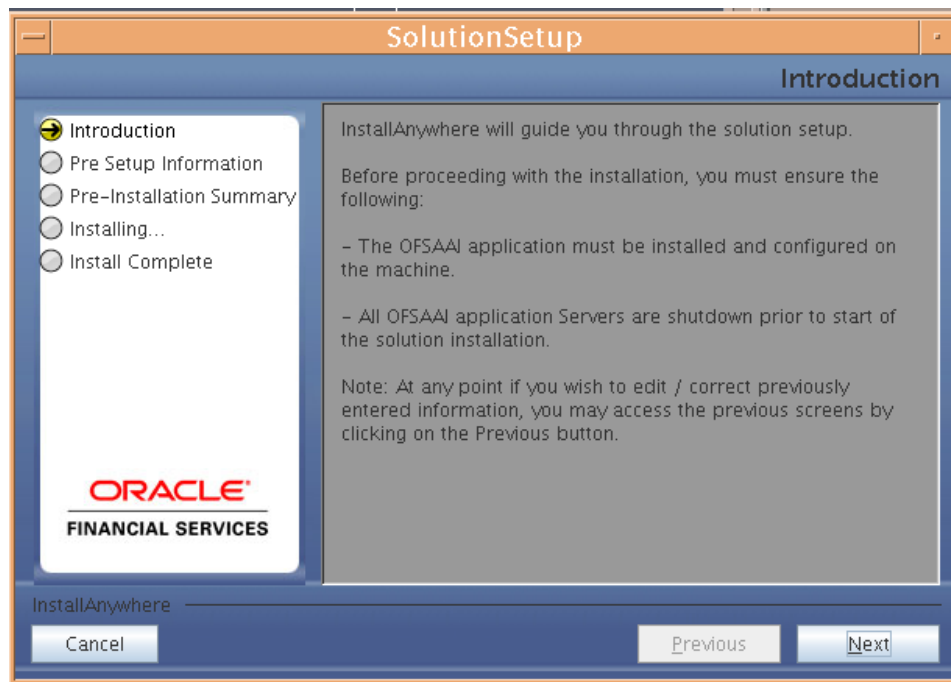 SolutionSetup
Introduction
Introduction
Pre Setup Information
Pre-Installation Summary
Installing...
Install Complete
ORACLE
FINANCIAL SERVICES
InstallAnywhere will guide you through the solution setup.
Before proceeding with the installation, you must ensure the
following:
- The OFSAAI application must be installed and configured on
the machine.
- All OFSAAI application Servers are shutdown prior to start of
the solution installation.
Note: At any point if you wish to edit / correct previously
entered information, you may access the previous screens by
clicking on the Previous button.
InstallAnywhere
Cancel
Previous
Next